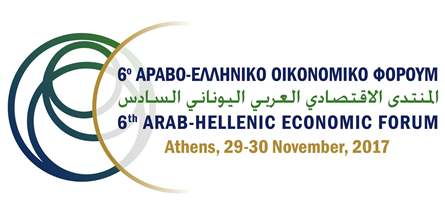 6ο ΑΡΑΒΟ-ΕΛΛΗΝΙΚΟ ΟΙΚΟΝΟΜΙΚΟ ΦΟΡΟΥΜ
المنتدى الاقتصادي العربي اليوناني السادس
6th ARAB-HELLENIC ECONOMIC FORUM
Athens, 29-30 November, 2017